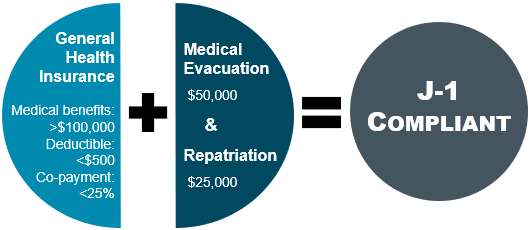 General
Health
Insurance
Medical benefits:
>$100,000
Deductible:
<$500
Co-payment:
<25%
+
Medical
Evacuation
$50,000
&
Repatriation
$25,000
=
J-1
COMPLIANT